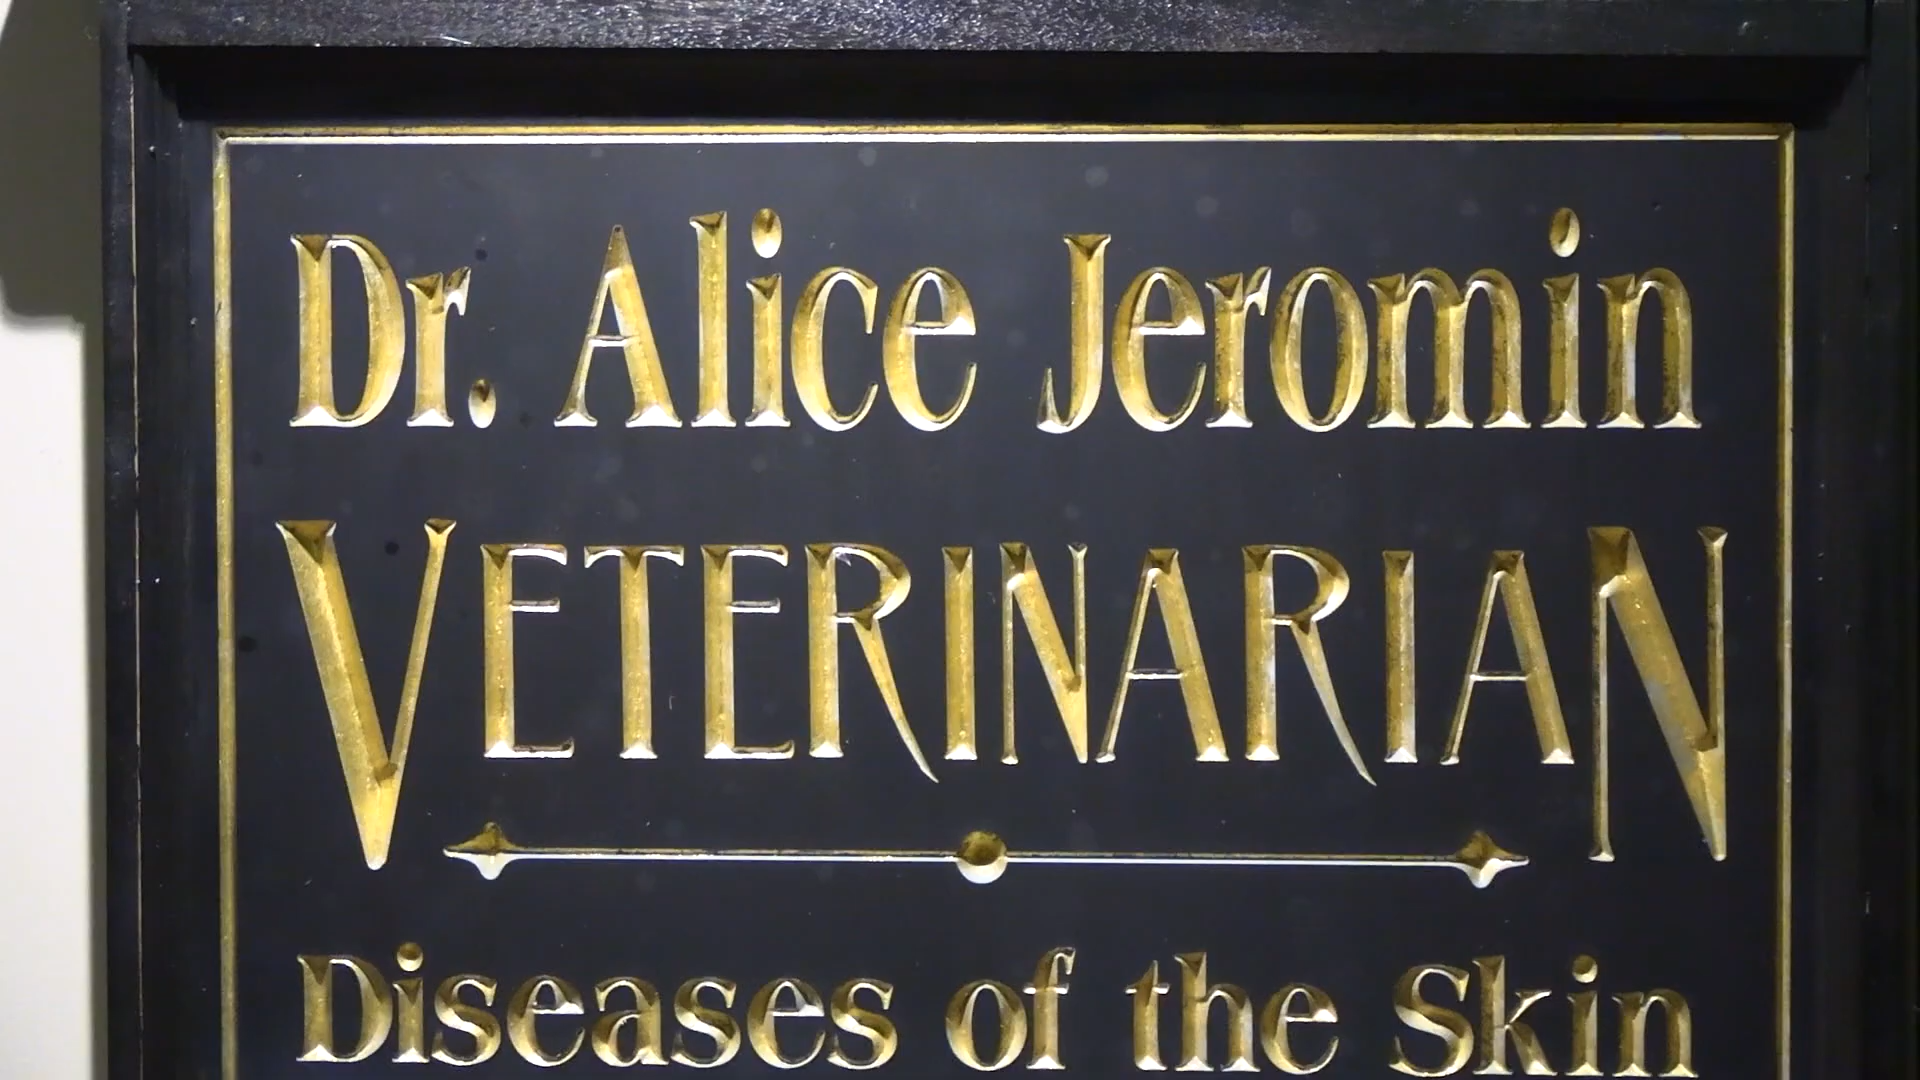 Dr. Alice Jeromin
VETERINARIAN
Diseases of the Skin